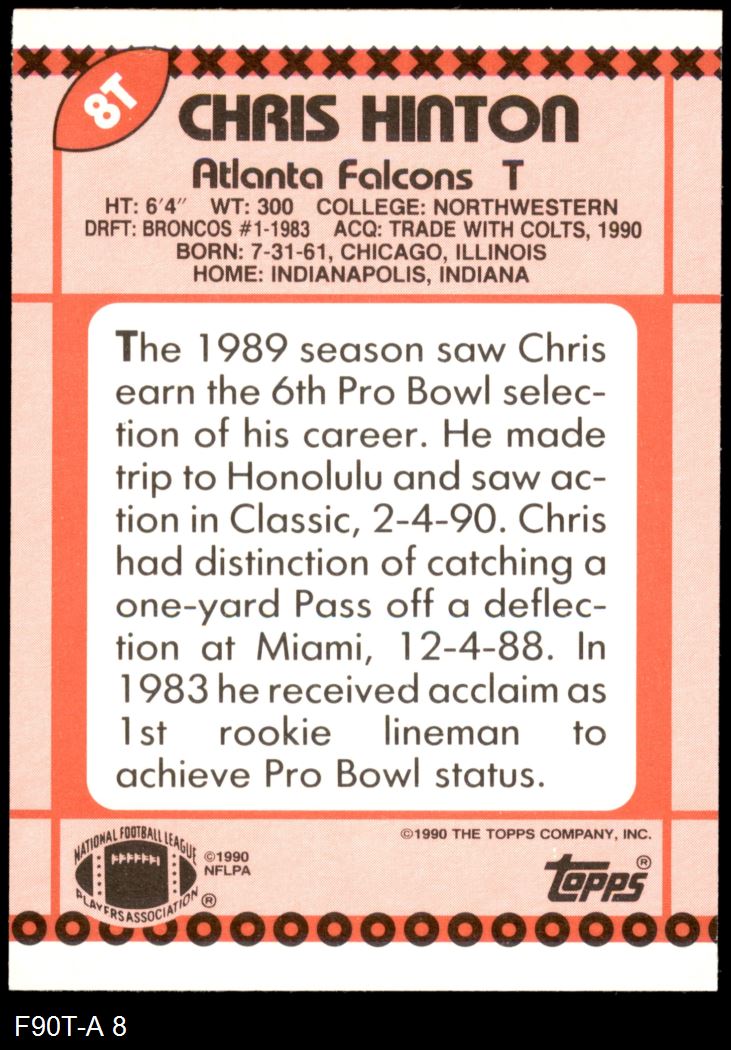 8T
CHRIS HINTON
Atlanta Falcons T
HT: 6'4" WT: 300 COLLEGE: NORTHWESTERN
DRFT: BRONCOS #1-1983 ACQ: TRADE WITH COLTS, 1990
BORN: 7-31-61, CHICAGO, ILLINOIS
HOME: INDIANAPOLIS, INDIANA
The 1989 season saw Chris
earn the 6th Pro Bowl selec-
tion of his career. He made
trip to Honolulu and saw ac-
tion in Classic, 2-4-90. Chris
had distinction of catching a
one-yard Pass off a deflec-
tion at Miami, 12-4-88. In
1983 he received acclaim as
1st rookie lineman to
achieve Pro Bowl status.
©1990 THE TOPPS COMPANY, INC.
NATIONAL FOOTBALL LEAGUE
PLAYERS ASSOCIATION ®
©1990
NFLPA
topps ®
F90T-A 8